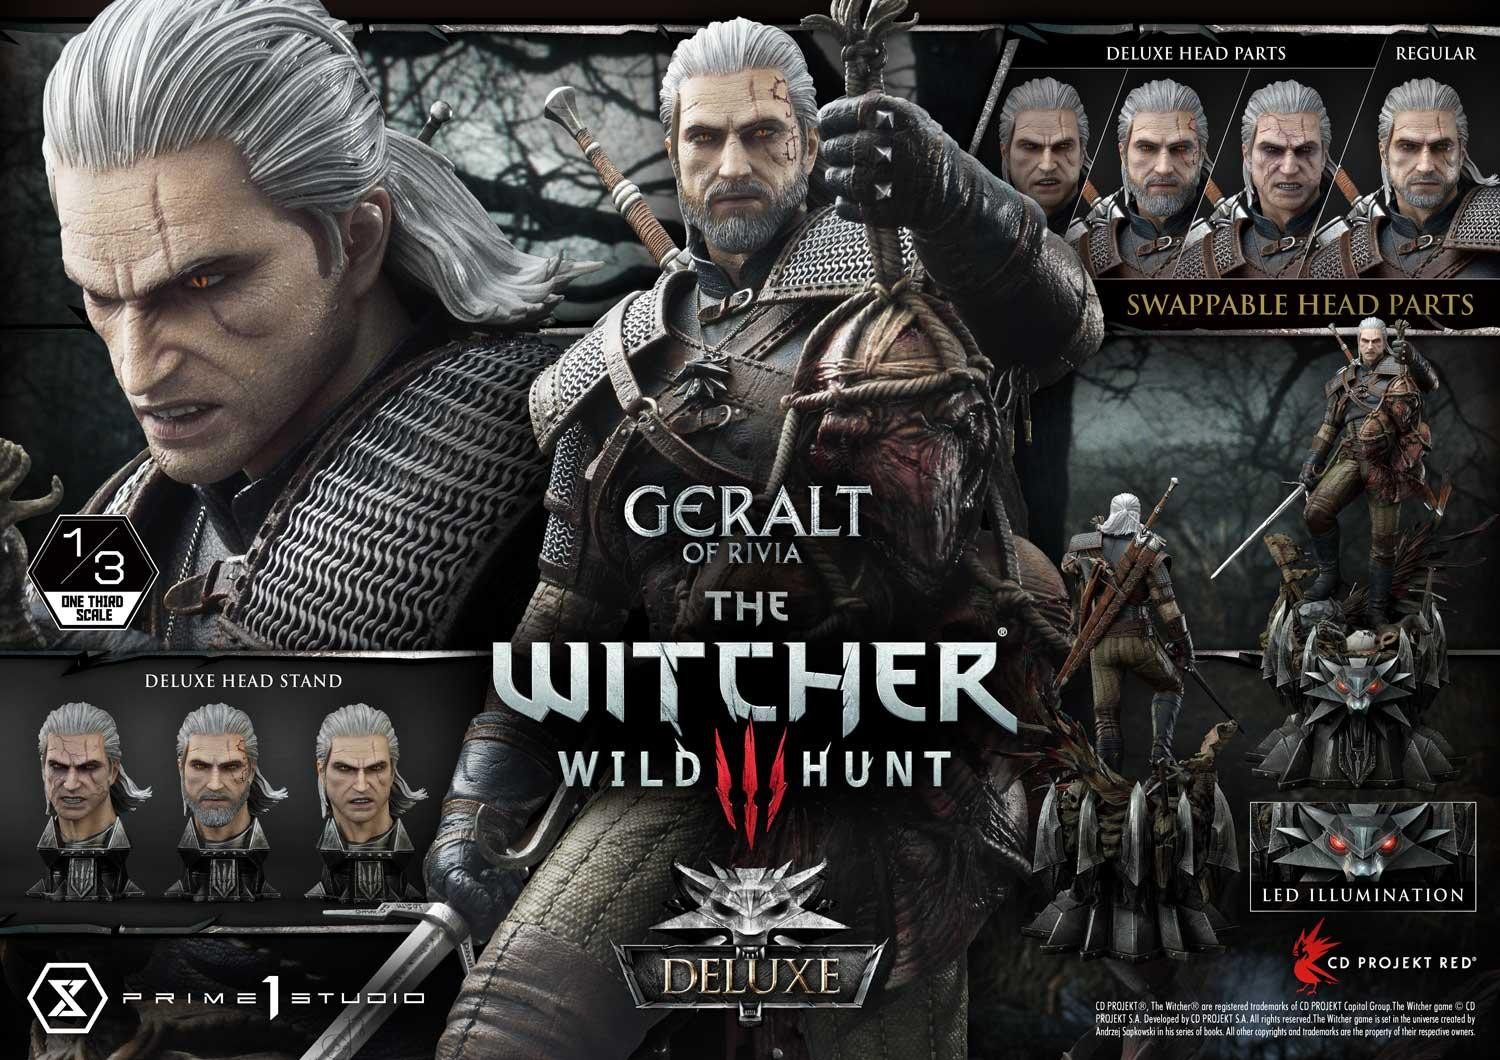 DELUXE HEAD PARTS
REGULAR
SWAPPABLE HEAD PARTS
GERALT
OF RIVIA
1/3
ONE THIRD
SCALE
THE
WITCHER®
WILD HUNT
DELUXE HEAD STAND
LED ILLUMINATION
DELUXE
CD PROJEKT RED®
PRIME 1 STUDIO
CD PROJEKT®, The Witcher® are registered trademarks of CD PROJEKT Capital Group. The Witcher game © CD
PROJEKT S.A. Developed by CD PROJEKT S.A. All rights reserved. The Witcher game is set in the universe created by
Andrzej Sapkowski in his series of books. All other copyrights and trademarks are the property of their respective owners.